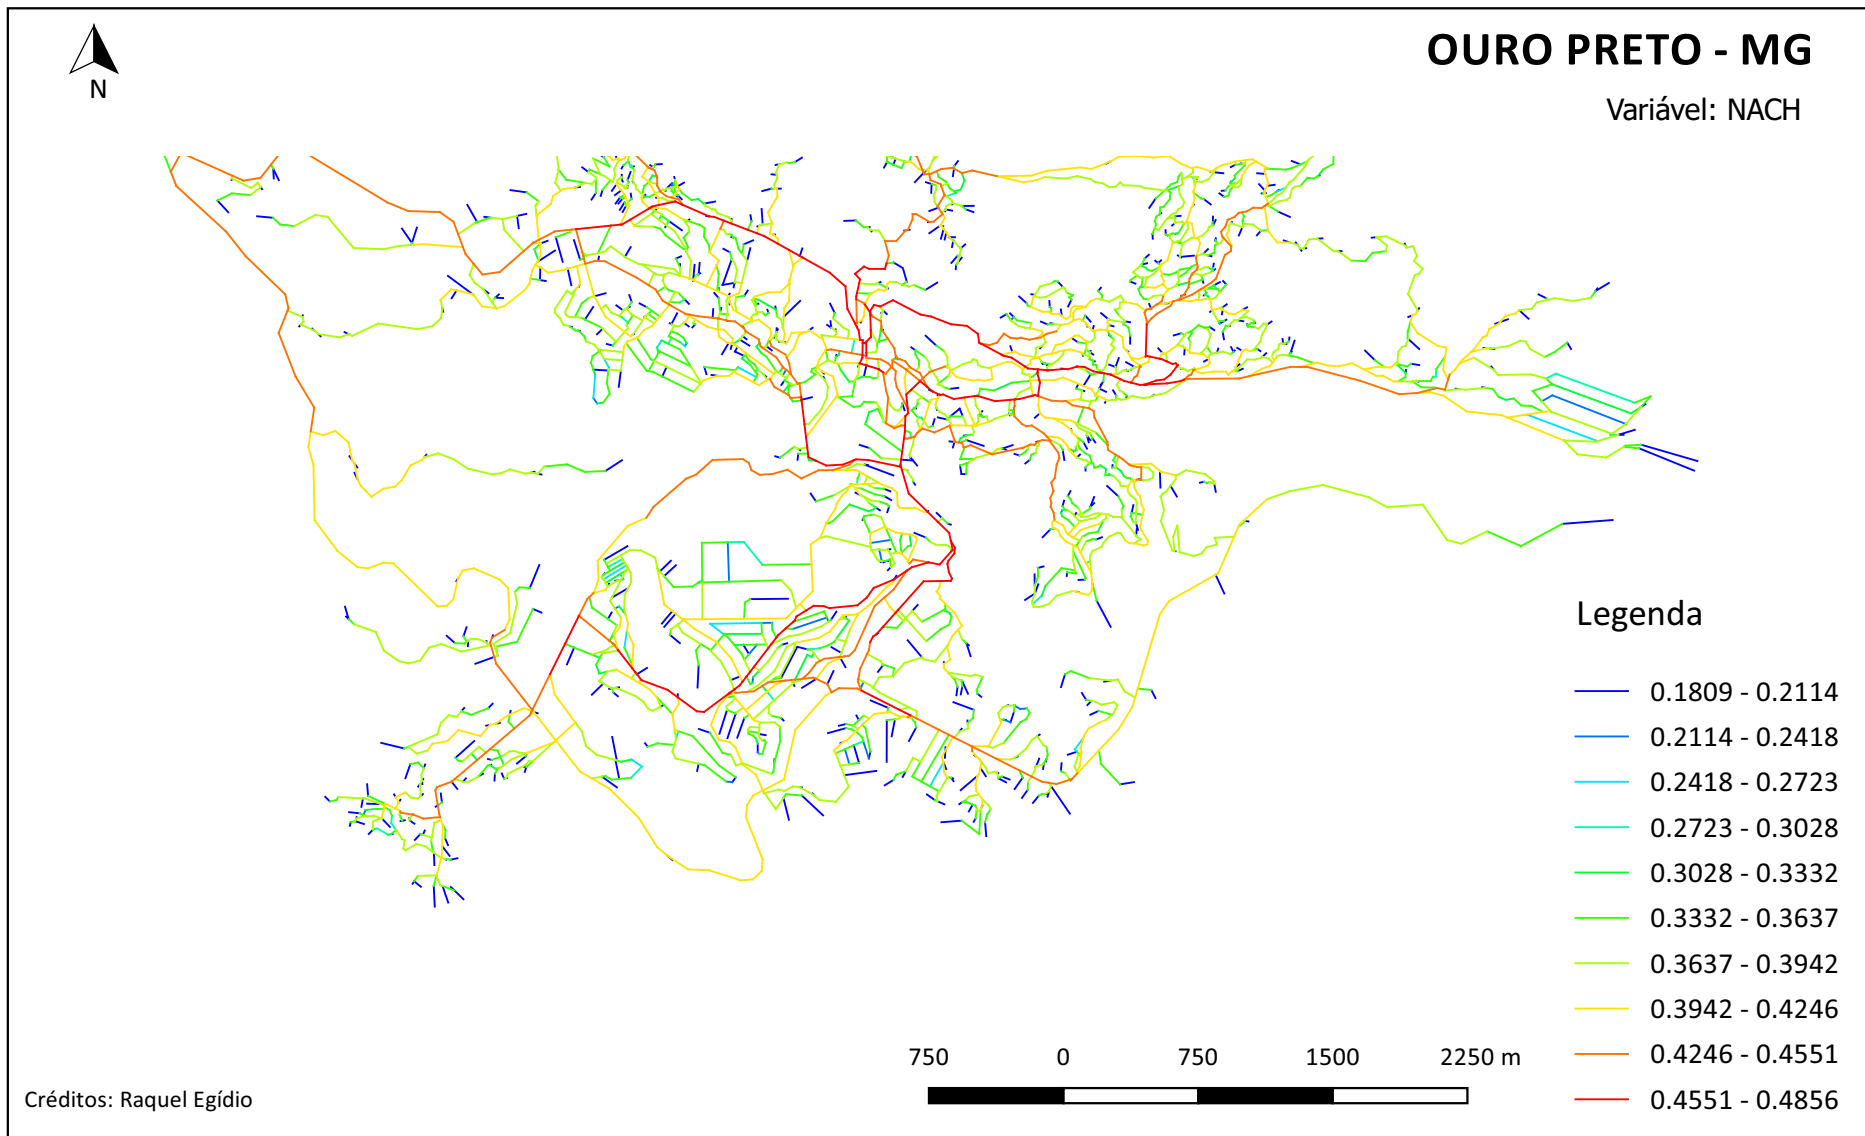 OURO PRETO - MG
Variável: NACH
N
Legenda
0.1809 - 0.2114
0.2114 - 0.2418
0.2418 - 0.2723
0.2723 - 0.3028
0.3028 - 0.3332
0.3332 - 0.3637
0.3637 - 0.3942
0.3942 - 0.4246
0.4246 - 0.4551
0.4551 - 0.4856
750 0 750 1500 2250 m
Créditos: Raquel Egídio